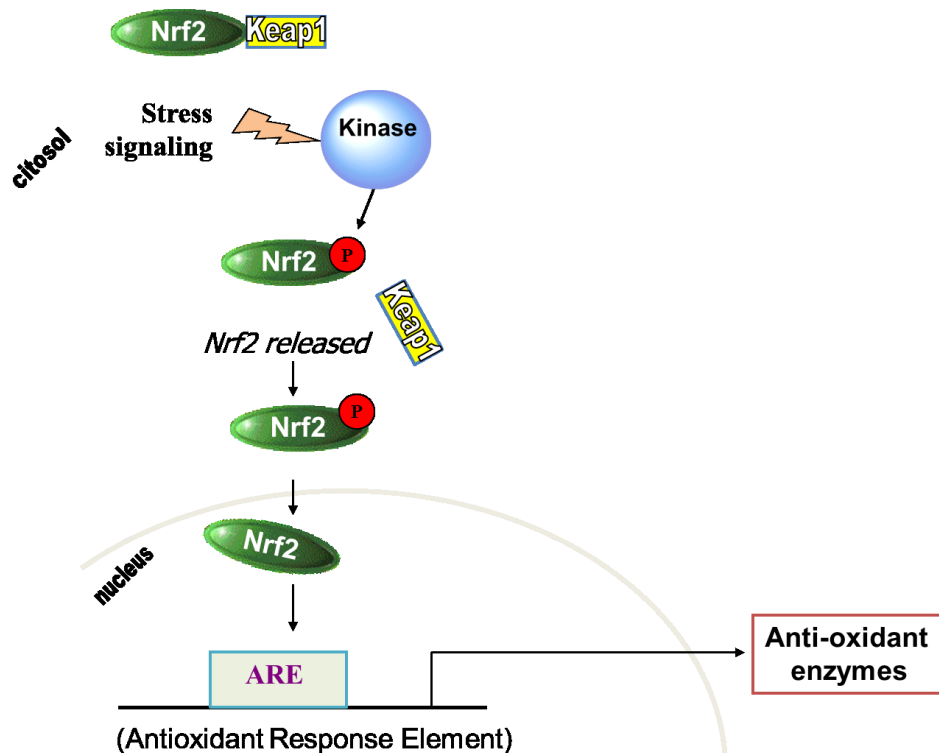 Nrf2 Keap1
Stress
signaling
Kinase
citosol
Nrf2 P
Keap1
Nrf2 released
Nrf2 P
Nrf2
nucleus
ARE
Anti-oxidant
enzymes
(Antioxidant Response Element)